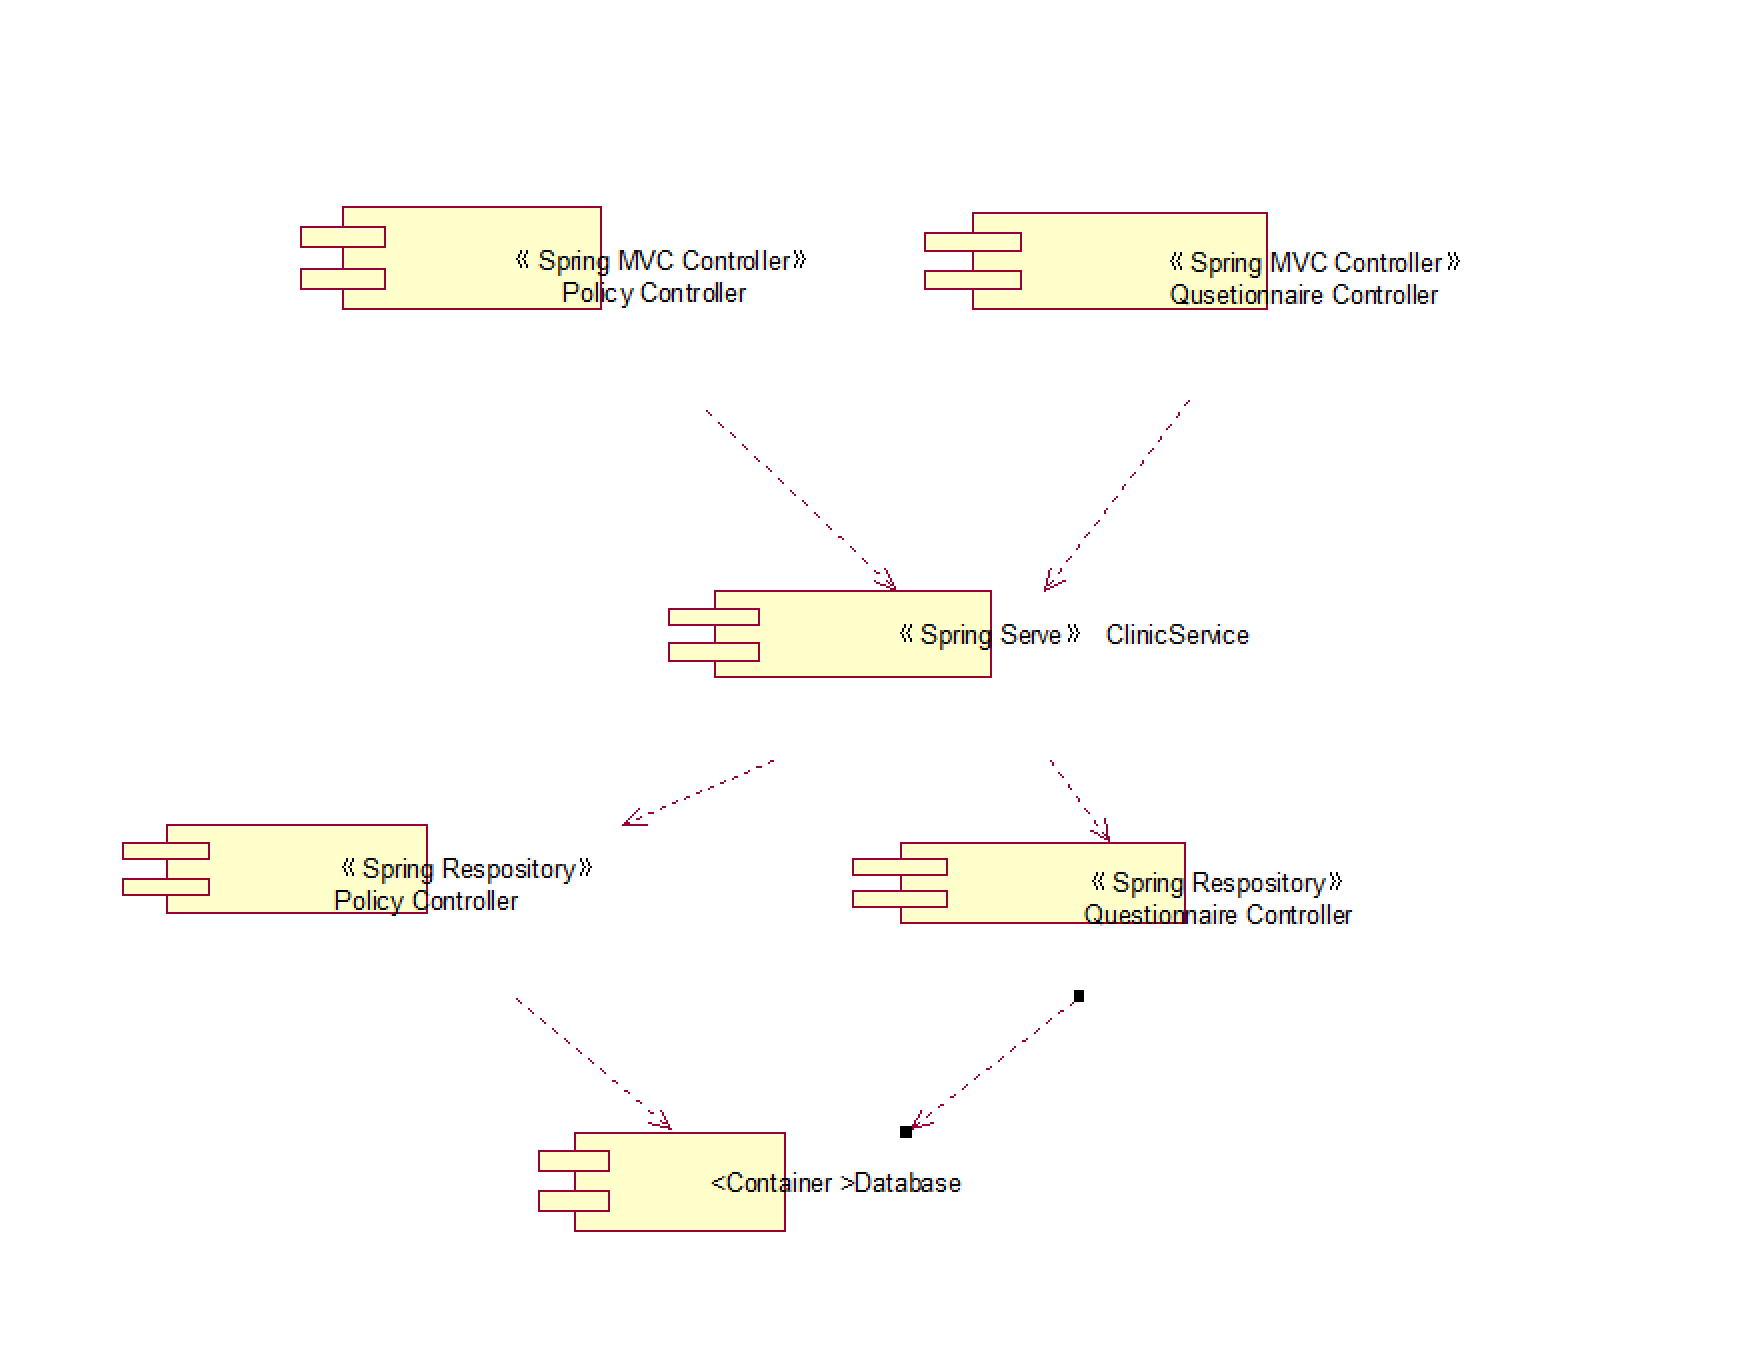 « Spring MVC Controller»
Policy Controller
« Spring MVC Controller»
Qusetionnaire Controller
« Spring Serve» ClinicService
« Spring Respository»
Policy Controller
« Spring Respository»
Questionnaire Controller
<Container >Database